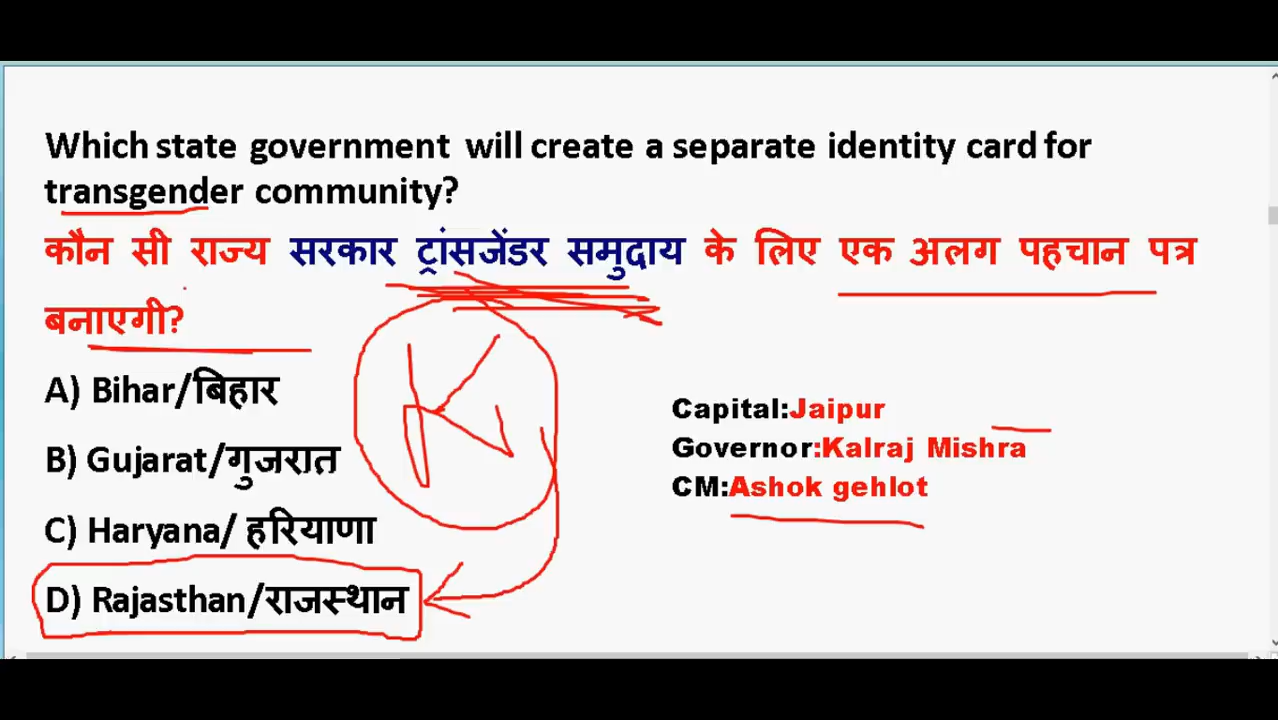 Which state government will create a separate identity card for
transgender community?
कौन सी राज्य सरकार ट्रांसजेंडर समुदाय के लिए एक अलग पहचान पत्र
बनाएगी?
A) Bihar/बिहार
B) Gujarat/गुजरात
C) Haryana/ हरियाणा
D) Rajasthan/राजस्थान
Capital:Jaipur
Governor:Kalraj Mishra
CM:Ashok gehlot